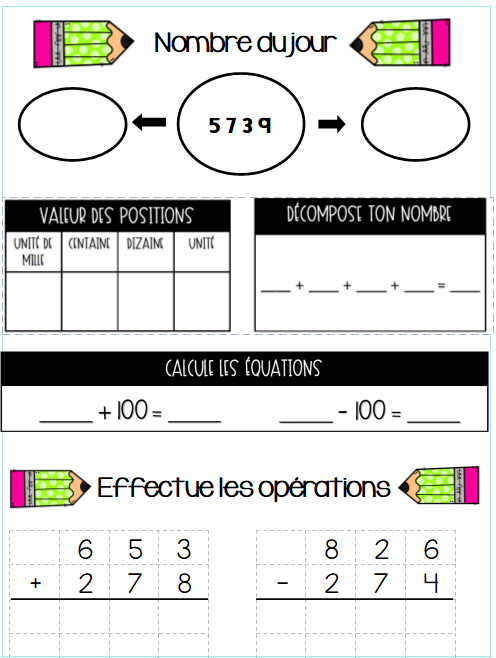 Nombre du jour
5739
VALEUR DES POSITIONS
UNITÉ DE MILLE CENTAINE DIZAINE UNITÉ
DÉCOMPOSE TON NOMBRE
____ + ____ + ____ + ____ = ____
CALCULE LES ÉQUATIONS
_____ + 100 = _____ _____ - 100 = _____
Effectue les opérations
6 5 3
+ 2 7 8
8 2 6
- 2 7 4